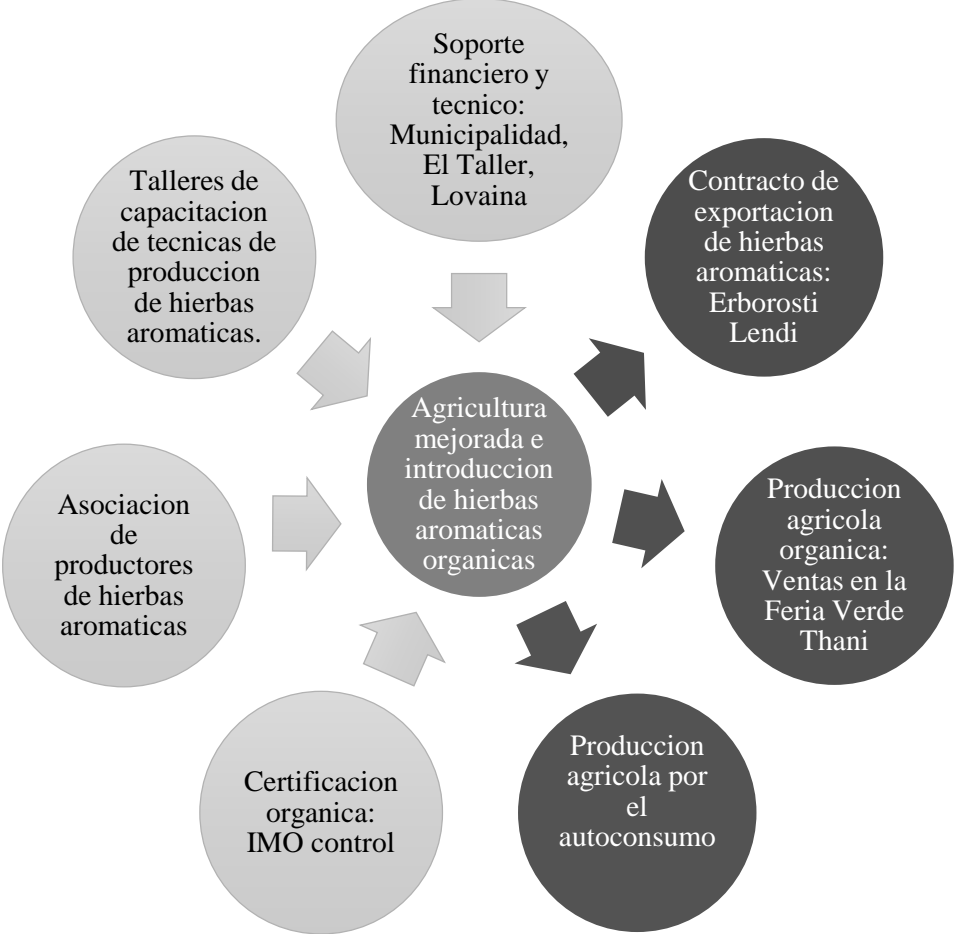 Soporte
financiero y
tecnico:
Municipalidad,
El Taller,
Lovaina
Contracto de
exportacion
de hierbas
aromaticas:
Erborosti
Lendi
Produccion
agricola
organica:
Ventas en la
Feria Verde
Thani
Produccion
agricola por
el
autoconsumo
Certificacion
organica:
IMO control
Asociacion
de
productores
de hierbas
aromaticas
Talleres de
capacitacion
de tecnicas de
produccion
de hierbas
aromaticas.
Agricultura
mejorada e
introduccion
de hierbas
aromaticas
organicas